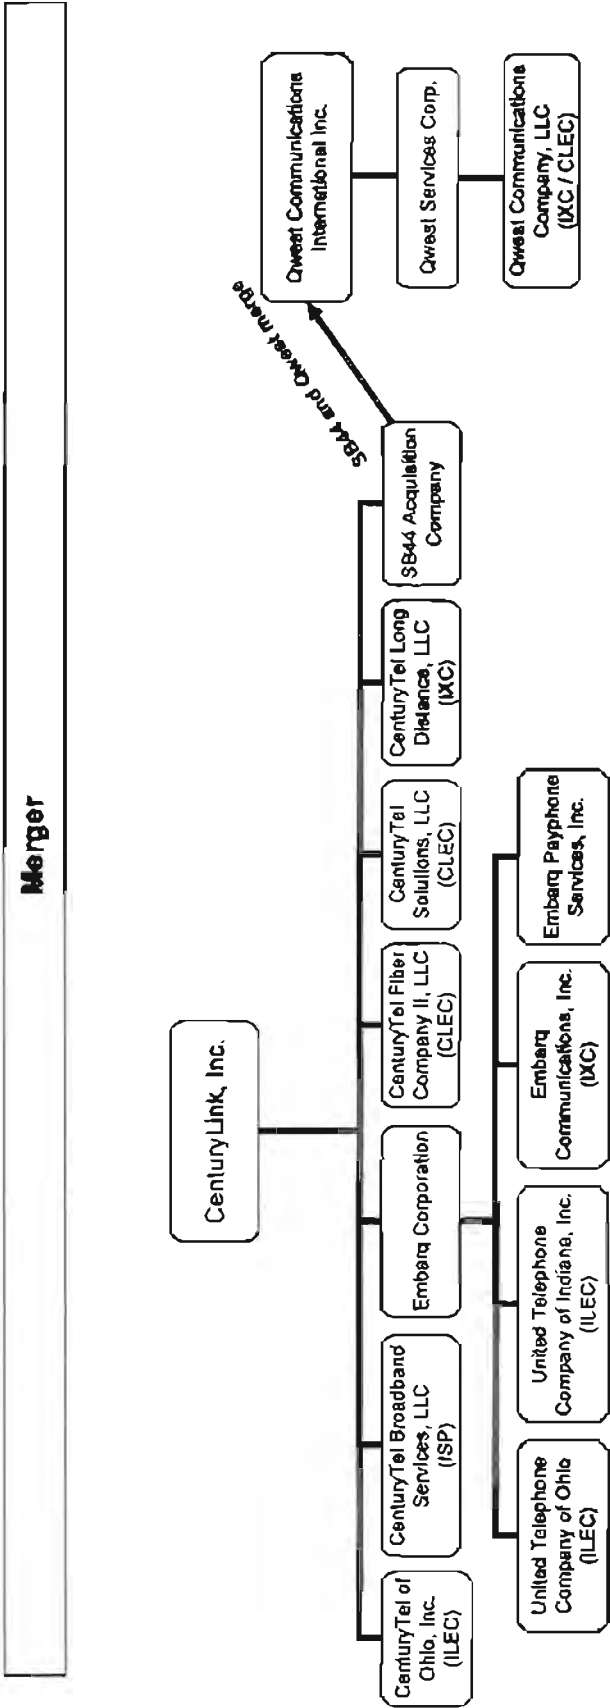 Merger
CenturyLink, Inc.
Qwest Communications
International Inc.
SB44 and Qwest merge
Qwest Services Corp.
Qwest Communications
Company, LLC
(IXC / CLEC)
CenturyTel of
Ohio, Inc.
(ILEC)
CenturyTel Broadband
Services, LLC
(ISP)
Embarq Corporation
CenturyTel Fiber
Company II, LLC
(CLEC)
CenturyTel
Solutions, LLC
(CLEC)
CenturyTel Long
Distance, LLC
(IXC)
SB44 Acquisition
Company
United Telephone
Company of Ohio
(ILEC)
United Telephone
Company of Indiana, Inc.
(ILEC)
Embarq
Communications, Inc.
(IXC)
Embarq Payphone
Services, Inc.